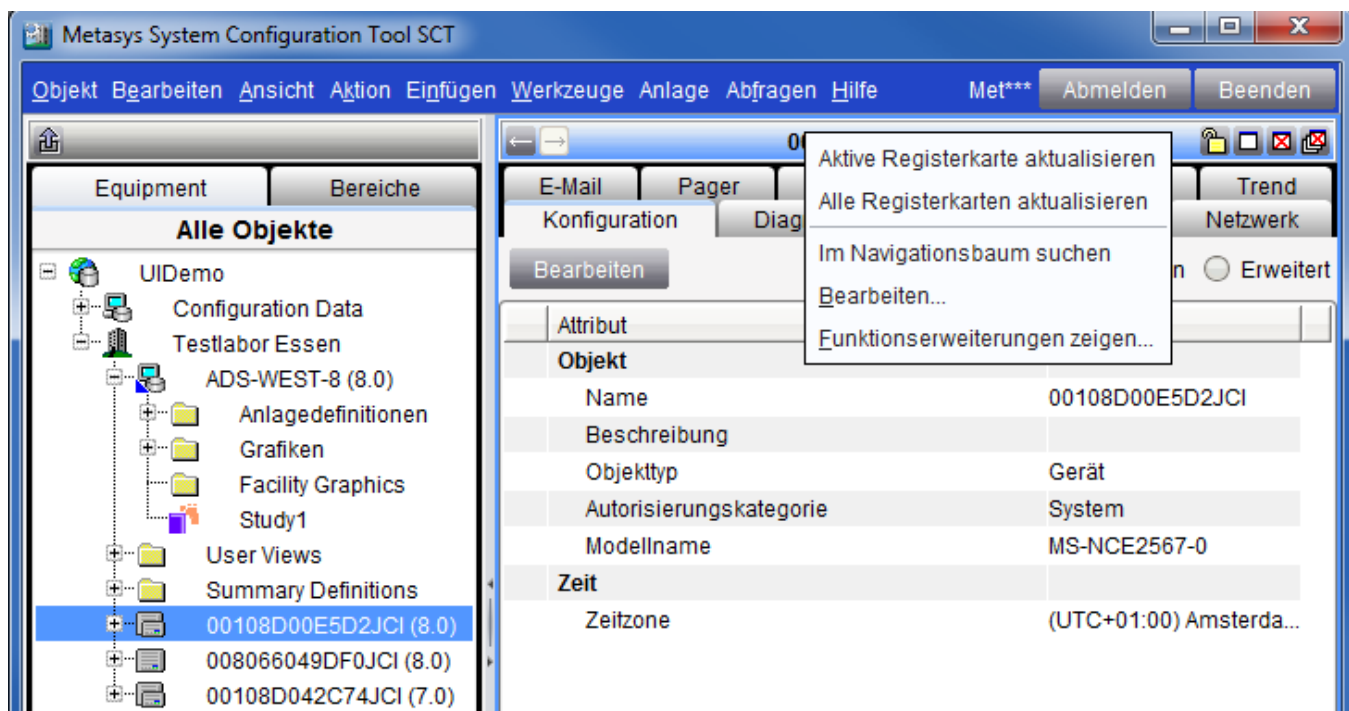 Metasys System Configuration Tool SCT
Objekt Bearbeiten Ansicht Aktion Einfügen Werkzeuge Anlage Abfragen Hilfe Met*** Abmelden Beenden
Equipment Bereiche
Alle Objekte
UIDemo
Configuration Data
Testlabor Essen
ADS-WEST-8 (8.0)
Anlagedefinitionen
Grafiken
Facility Graphics
Study1
User Views
Summary Definitions
00108D00E5D2JCI (8.0)
008066049DF0JCI (8.0)
00108D042C74JCI (7.0)
E-Mail Pager Trend
Konfiguration Netzwerk
Bearbeiten Erweitert
Aktive Registerkarte aktualisieren
Alle Registerkarten aktualisieren
Im Navigationsbaum suchen
Bearbeiten...
Funktionserweiterungen zeigen...
Attribut
Objekt
Name 00108D00E5D2JCI
Beschreibung
Objekttyp Gerät
Autorisierungskategorie System
Modellname MS-NCE2567-0
Zeit
Zeitzone (UTC+01:00) Amsterda...